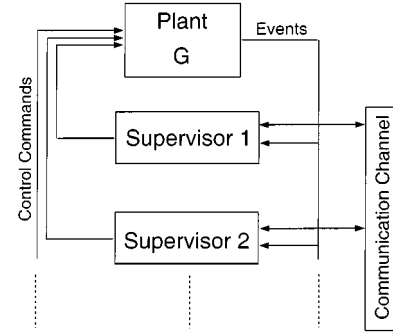 Plant
G
Events
Supervisor 1
Supervisor 2
Control Commands
Communication Channel